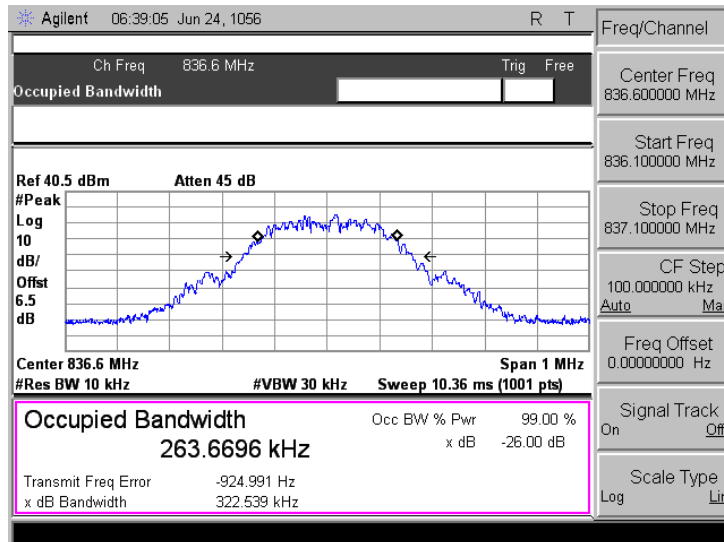 Agilent 06:39:05 Jun 24, 1056 R T
Ch Freq 836.6 MHz Trig Free
Occupied Bandwidth
Ref 40.5 dBm Atten 45 dB
#Peak
Log
10
dB/
Offst
6.5
dB
Center 836.6 MHz Span 1 MHz
#Res BW 10 kHz #VBW 30 kHz Sweep 10.36 ms (1001 pts)
Occupied Bandwidth Occ BW % Pwr 99.00 %
263.6696 kHz x dB -26.00 dB
Transmit Freq Error -924.991 Hz
x dB Bandwidth 322.539 kHz
Freq/Channel
Center Freq
836.600000 MHz
Start Freq
836.100000 MHz
Stop Freq
837.100000 MHz
CF Step
100.000000 kHz
Auto Ma
Freq Offset
0.00000000 Hz
Signal Track
On Off
Scale Type
Log Lin